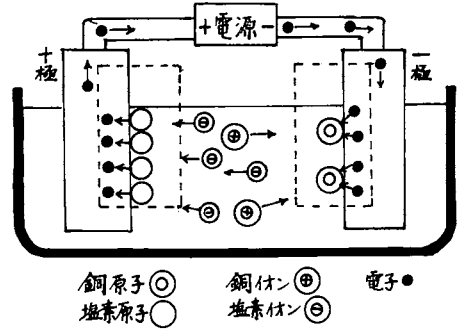 ＋電源－
＋極
－極
銅原子◎ 銅イオン⊕ 電子●
塩素原子○ 塩素イオン⊖